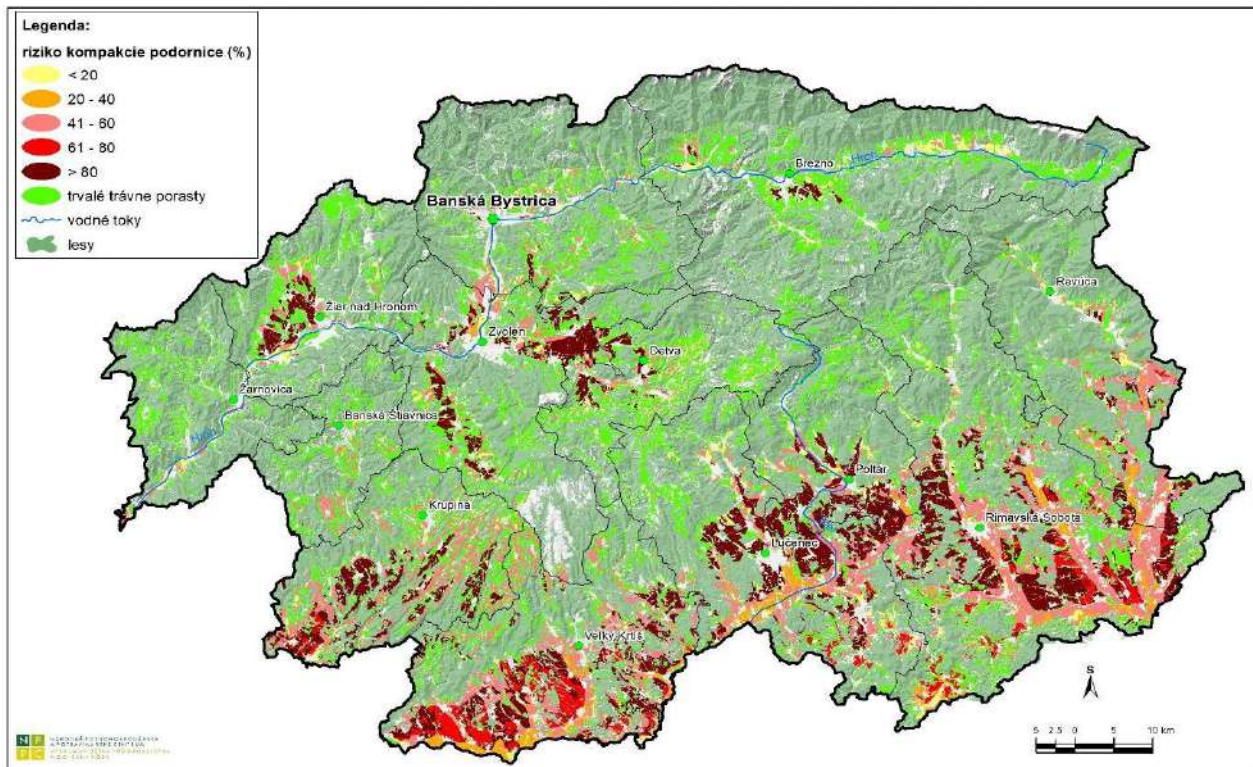 Legenda:
riziko kompakcie podornice (%)
< 20
20 - 40
41 - 60
61 - 80
> 80
trvalé trávne porasty
vodné toky
lesy
Hron
Brezno
Banská Bystrica
Revúca
Žiar nad Hronom
Zvolen
Detva
Žarnovica
Banská Štiavnica
Hron
Poltár
Krupina
Rimavská Sobota
Lučenec
Veľký Krtíš
S
5 2.5 0 5 10 km